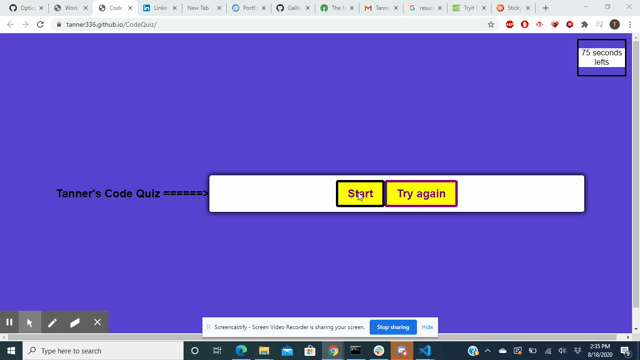 Optio
Work
Code
Linke
New Tab
Portf
Galli
The M
Tanne
resum
Tryit
Sticky
tanner336.github.io/CodeQuiz/
75 seconds
lefts
Tanner's Code Quiz ======>
Start
Try again
Screencastify - Screen Video Recorder is sharing your screen.
Stop sharing
Hide
Type here to search
2:35 PM
8/18/2020